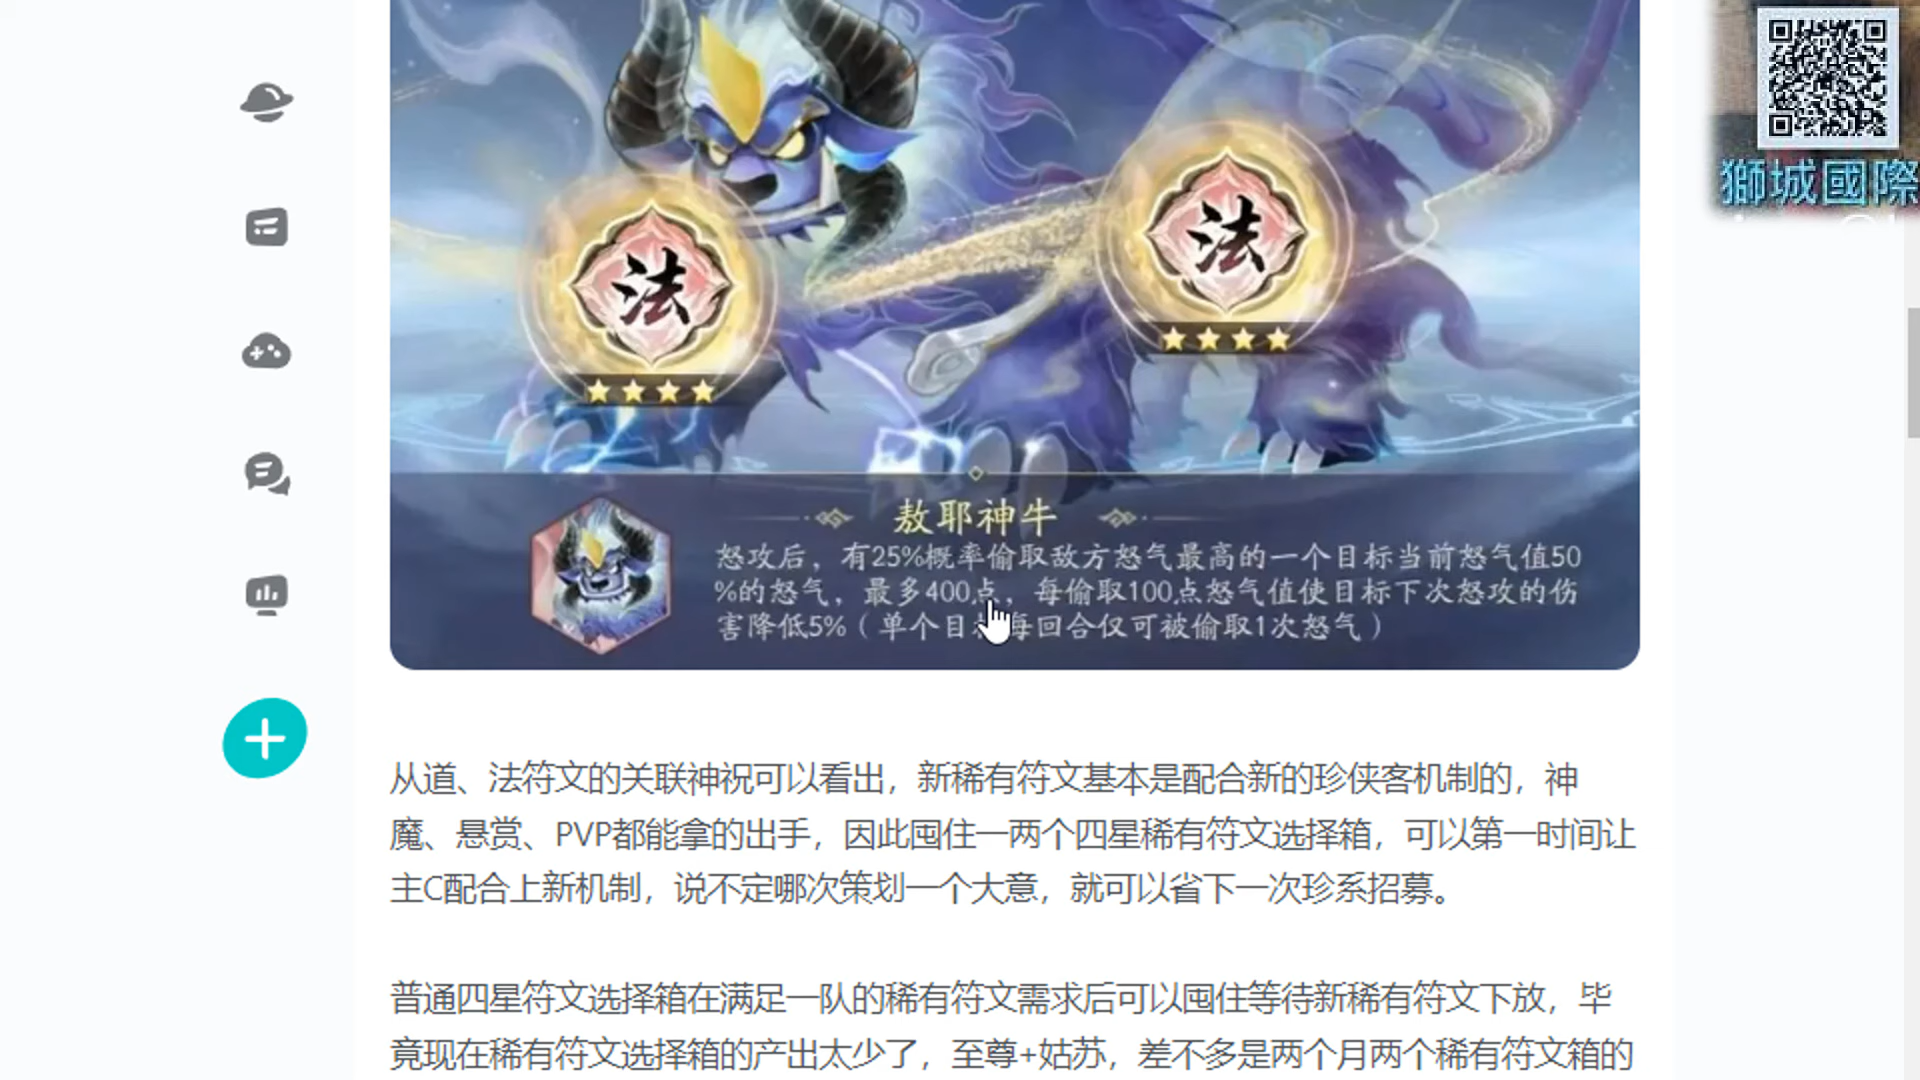 獅城國際
法
法
敖耶神牛
怒攻后，有25%概率偷取敌方怒气最高的一个目标当前怒气值50
%的怒气，最多400点，每偷取100点怒气值使目标下次怒攻的伤
害降低5%（单个目标每回合仅可被偷取1次怒气）
从道、法符文的关联神祝可以看出，新稀有符文基本是配合新的珍侠客机制的，神
魔、悬赏、PVP都能拿的出手，因此囤住一两个四星稀有符文选择箱，可以第一时间让
主C配合上新机制，说不定哪次策划一个大意，就可以省下一次珍系招募。
普通四星符文选择箱在满足一队的稀有符文需求后可以囤住等待新稀有符文下放，毕
竟现在稀有符文选择箱的产出太少了，至尊+姑苏，差不多是两个月两个稀有符文箱的